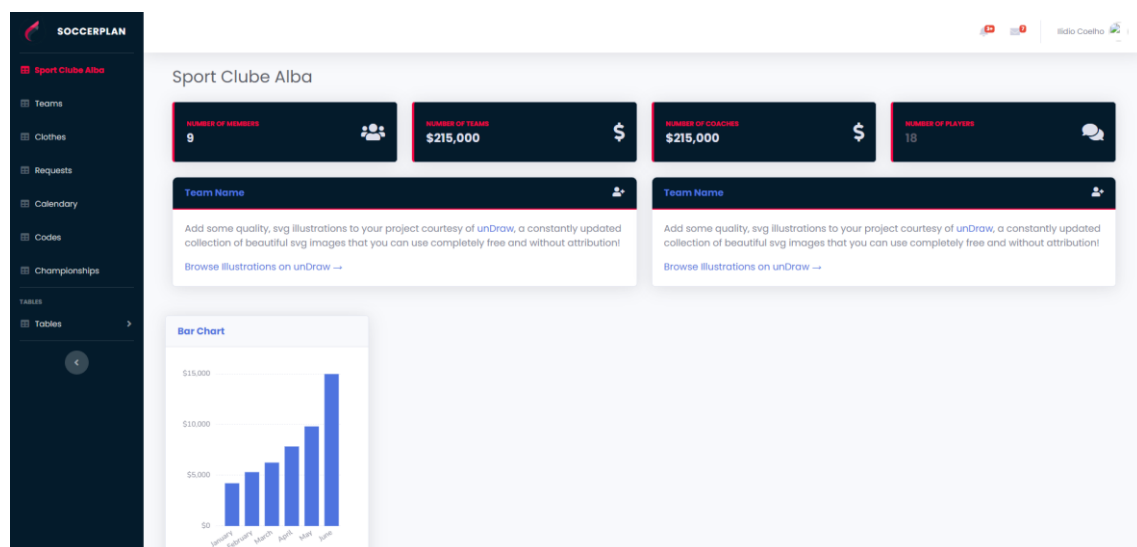 SOCCERPLAN
Ilidio Coelho
Sport Clube Alba
Teams
Clothes
Requests
Calendary
Codes
Championships
TABLES
Tables
Sport Clube Alba
NUMBER OF MEMBERS
9
NUMBER OF TEAMS
$215,000
NUMBER OF COACHES
$215,000
NUMBER OF PLAYERS
18
Team Name
Add some quality, svg illustrations to your project courtesy of unDraw, a constantly updated
collection of beautiful svg images that you can use completely free and without attribution!
Browse Illustrations on unDraw →
Team Name
Add some quality, svg illustrations to your project courtesy of unDraw, a constantly updated
collection of beautiful svg images that you can use completely free and without attribution!
Browse Illustrations on unDraw →
Bar Chart
$15,000
$10,000
$5,000
$0
January
February
March
April
May
June